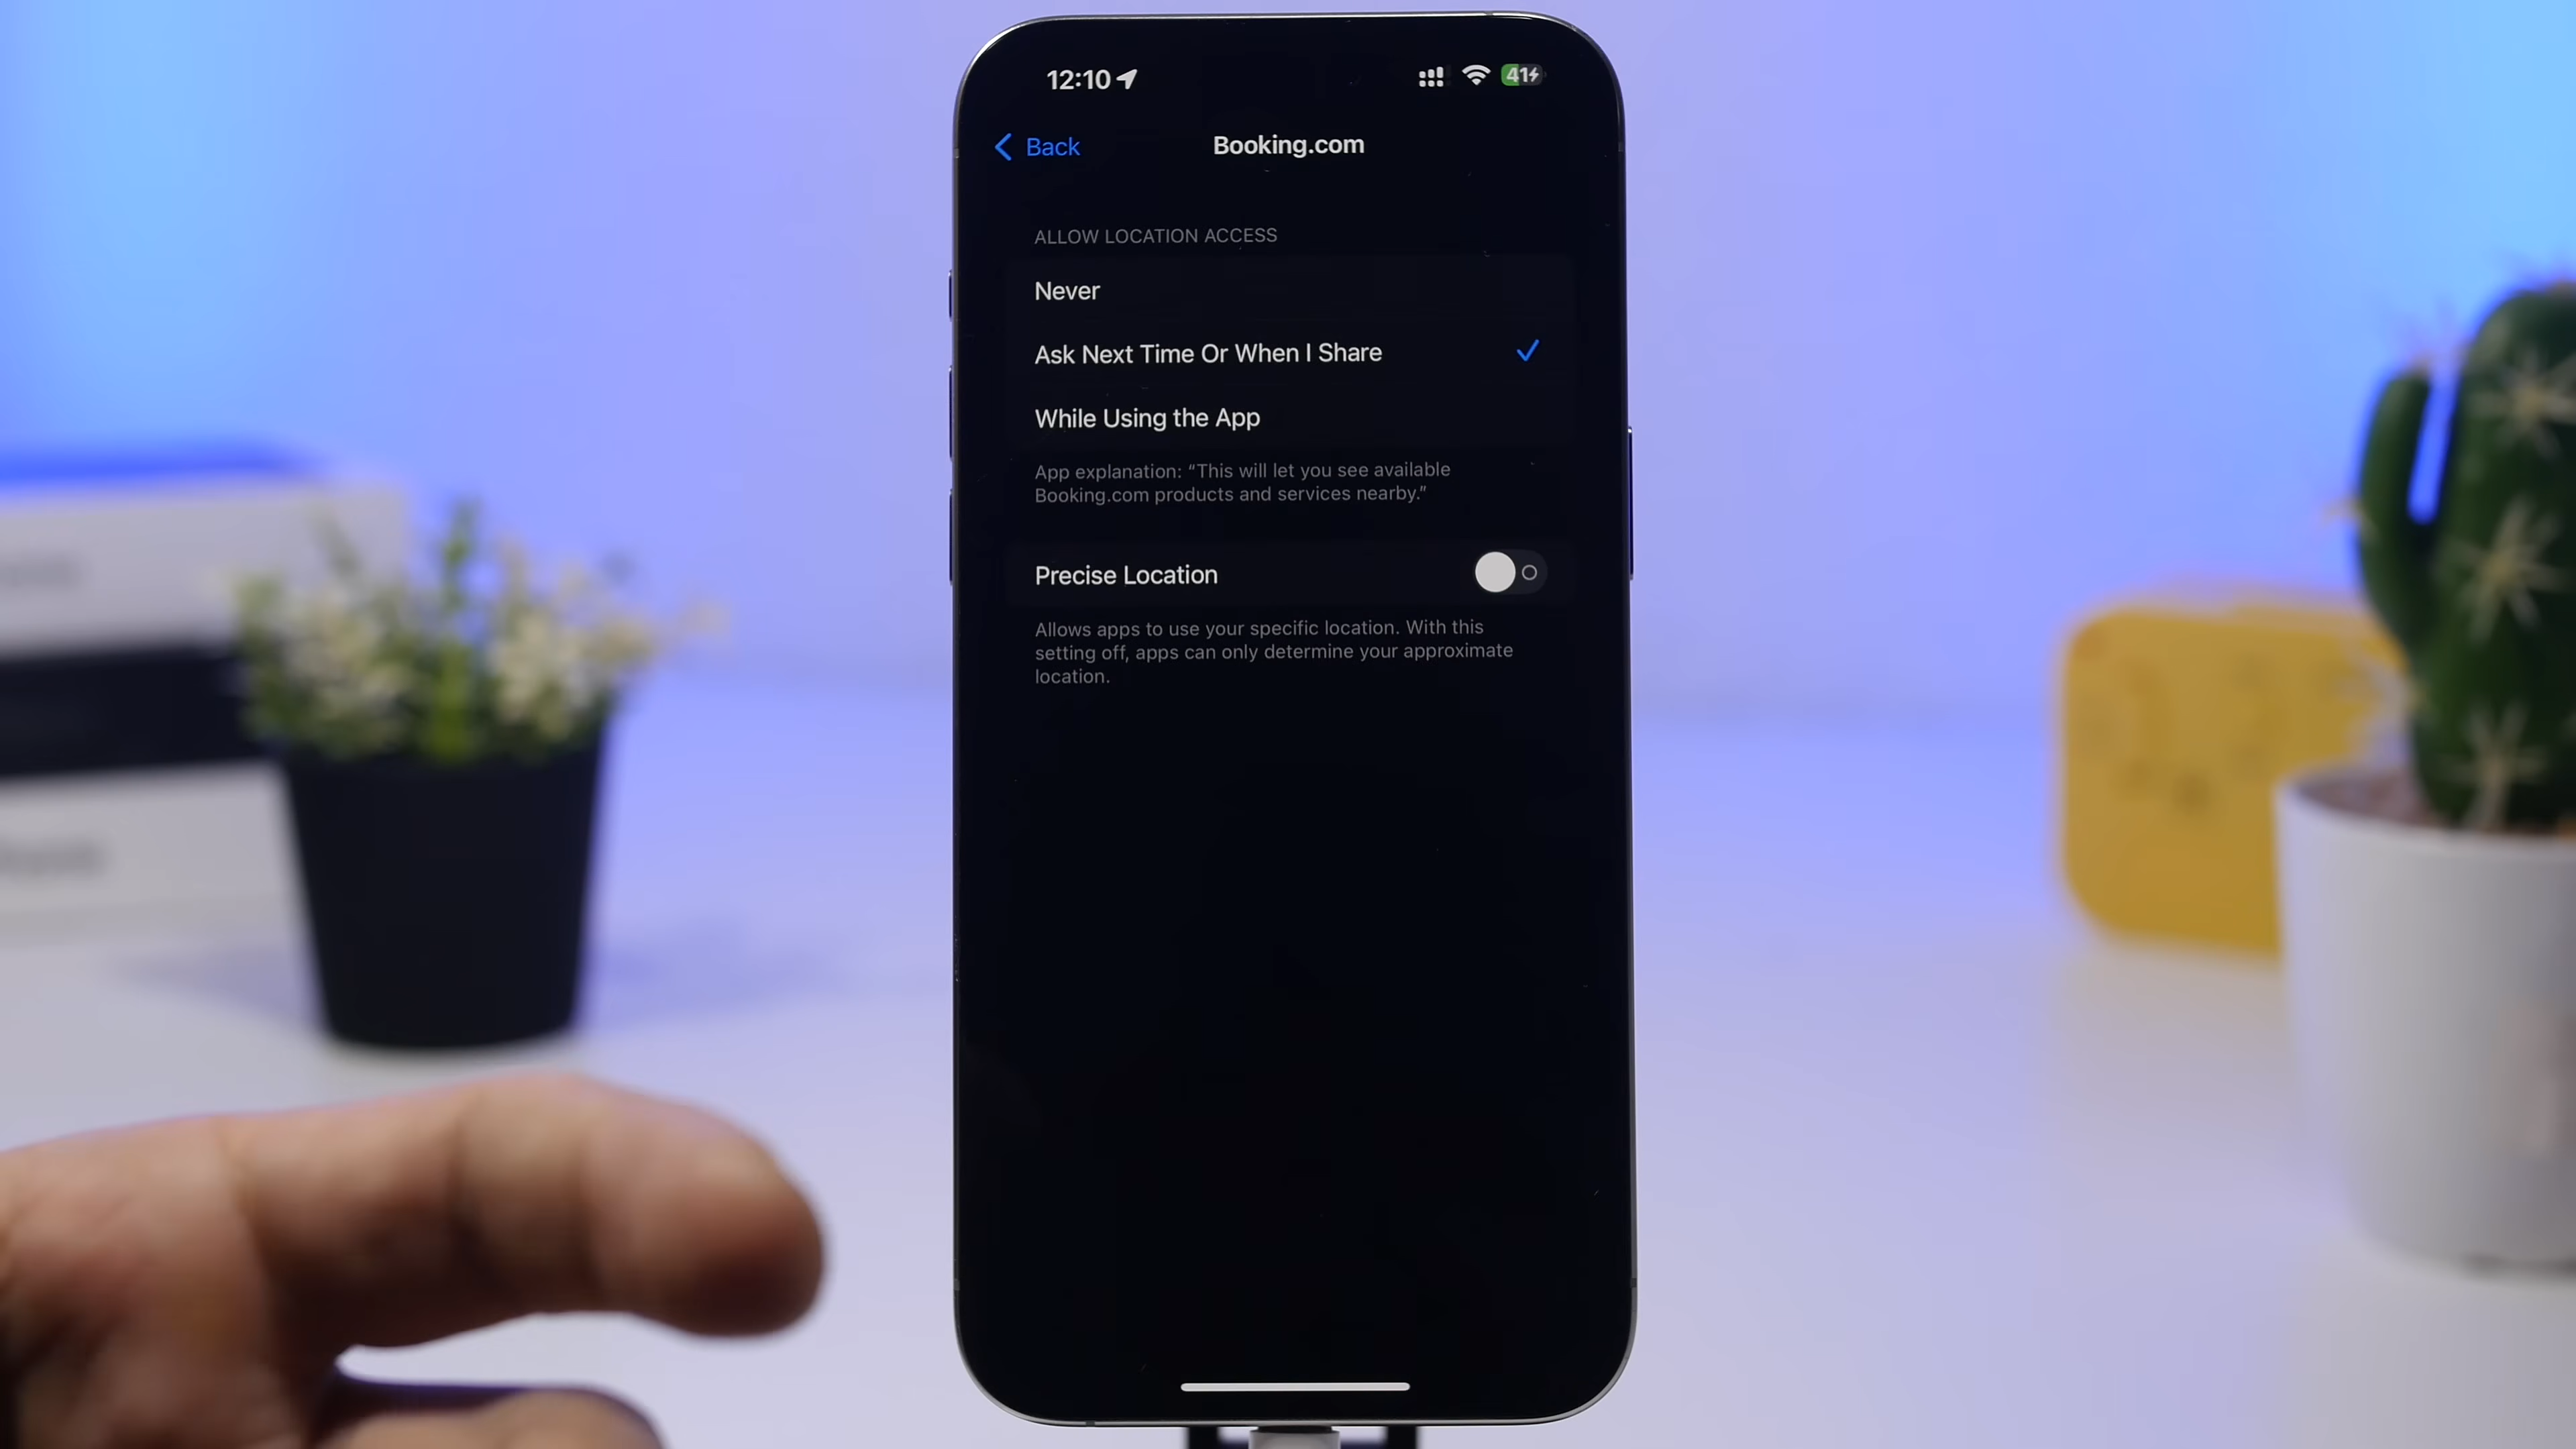 12:10
41
Back
Booking.com
ALLOW LOCATION ACCESS
Never
Ask Next Time Or When I Share
While Using the App
App explanation: “This will let you see available
Booking.com products and services nearby.”
Precise Location
Allows apps to use your specific location. With this
setting off, apps can only determine your approximate
location.